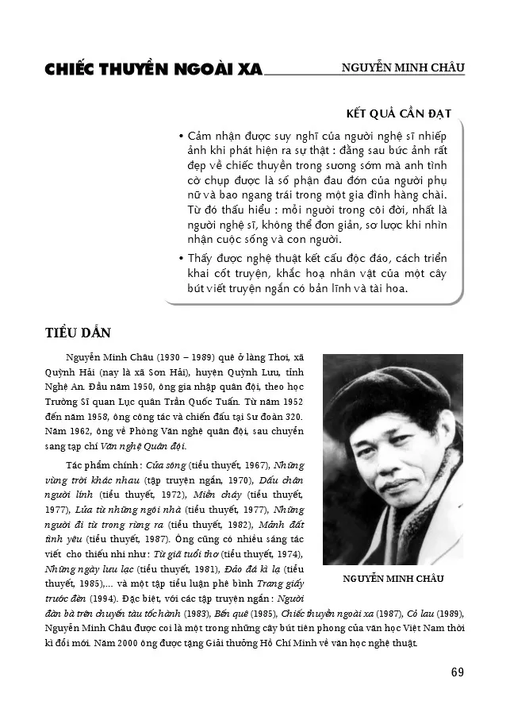 CHIẾC THUYỀN NGOÀI XA
NGUYỄN MINH CHÂU
KẾT QUẢ CẦN ĐẠT
• Cảm nhận được suy nghĩ của người nghệ sĩ nhiếp
ảnh khi phát hiện ra sự thật : đằng sau bức ảnh rất
đẹp về chiếc thuyền trong sương sớm mà anh tình
cờ chụp được là số phận đau đớn của người phụ
nữ và bao ngang trái trong một gia đình hàng chài.
Từ đó thấu hiểu : mỗi người trong cõi đời, nhất là
người nghệ sĩ, không thể đơn giản, sơ lược khi nhìn
nhận cuộc sống và con người.
• Thấy được nghệ thuật kết cấu độc đáo, cách triển
khai cốt truyện, khắc hoạ nhân vật của một cây
bút viết truyện ngắn có bản lĩnh và tài hoa.
TIỂU DẪN
Nguyễn Minh Châu (1930 – 1989) quê ở làng Thơi, xã
Quỳnh Hải (nay là xã Sơn Hải), huyện Quỳnh Lưu, tỉnh
Nghệ An. Đầu năm 1950, ông gia nhập quân đội, theo học
Trường Sĩ quan Lục quân Trần Quốc Tuấn. Từ năm 1952
đến năm 1958, ông công tác và chiến đấu tại Sư đoàn 320.
Năm 1962, ông về Phòng Văn nghệ quân đội, sau chuyển
sang tạp chí Văn nghệ Quân đội.
Tác phẩm chính : Cửa sông (tiểu thuyết, 1967), Những
vùng trời khác nhau (tập truyện ngắn, 1970), Dấu chân
người lính (tiểu thuyết, 1972), Miền cháy (tiểu thuyết,
1977), Lửa từ những ngôi nhà (tiểu thuyết, 1977), Những
người đi từ trong rừng ra (tiểu thuyết, 1982), Mảnh đất
tình yêu (tiểu thuyết, 1987). Ông cũng có nhiều sáng tác
viết cho thiếu nhi như : Từ giã tuổi thơ (tiểu thuyết, 1974),
Những ngày lưu lạc (tiểu thuyết, 1981), Đảo đá kì lạ (tiểu
thuyết, 1985),... và một tập tiểu luận phê bình Trang giấy
trước đèn (1994). Đặc biệt, với các tập truyện ngắn : Người
đàn bà trên chuyến tàu tốc hành (1983), Bến quê (1985), Chiếc thuyền ngoài xa (1987), Cỏ lau (1989),
Nguyễn Minh Châu được coi là một trong những cây bút tiên phong của văn học Việt Nam thời
kì đổi mới. Năm 2000 ông được tặng Giải thưởng Hồ Chí Minh về văn học nghệ thuật.
NGUYỄN MINH CHÂU
69